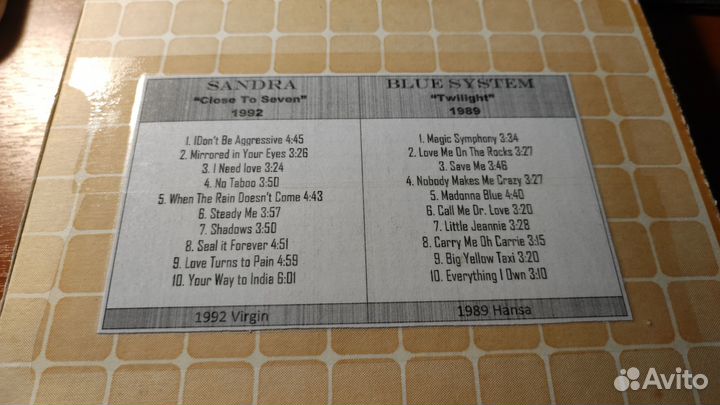 SANDRA
"Close To Seven"
1992
1. IDon't Be Aggressive 4:45
2. Mirrored in Your Eyes 3:26
3. I Need love 3:24
4. No Taboo 3:50
5. When The Rain Doesn't Come 4:43
6. Steady Me 3:57
7. Shadows 3:50
8. Seal it Forever 4:51
9. Love Turns to Pain 4:59
10. Your Way to India 6:01
1992 Virgin
BLUE SYSTEM
"Twilight"
1989
1. Magic Symphony 3:34
2. Love Me On The Rocks 3:27
3. Save Me 3:46
4. Nobody Makes Me Crazy 3:27
5. Madonna Blue 4:40
6. Call Me Dr. Love 3:20
7. Little Jeannie 3:28
8. Carry Me Oh Carrie 3:15
9. Big Yellow Taxi 3:20
10. Everything I Own 3:10
1989 Hansa
Avito